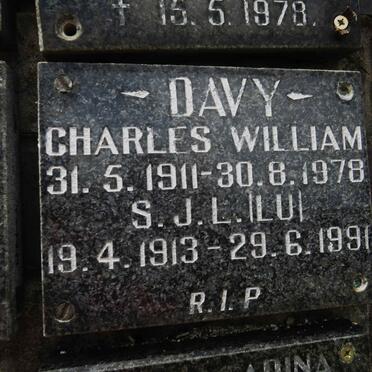 † 15.5.1978.
DAVY
CHARLES WILLIAM
31.5.1911-30.8.1978
S.J.L.(LU)
19.4.1913-29.6.1991
R.I.P